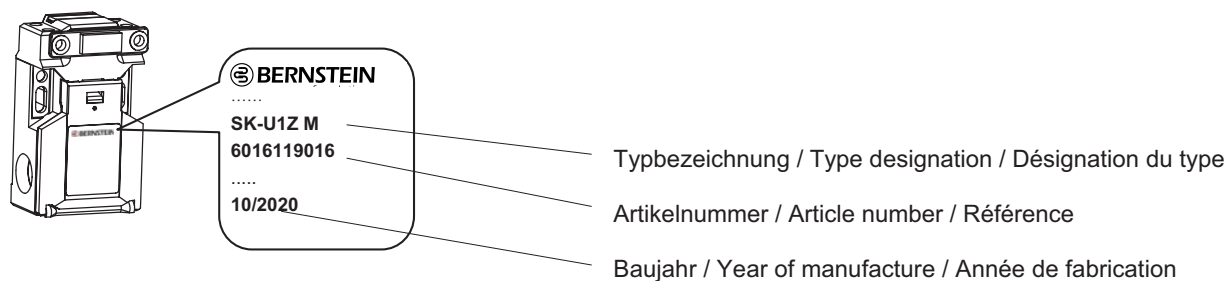 BERNSTEIN
BERNSTEIN
......
SK-U1Z M
6016119016
.....
10/2020
Typbezeichnung / Type designation / Désignation du type
Artikelnummer / Article number / Référence
Baujahr / Year of manufacture / Année de fabrication